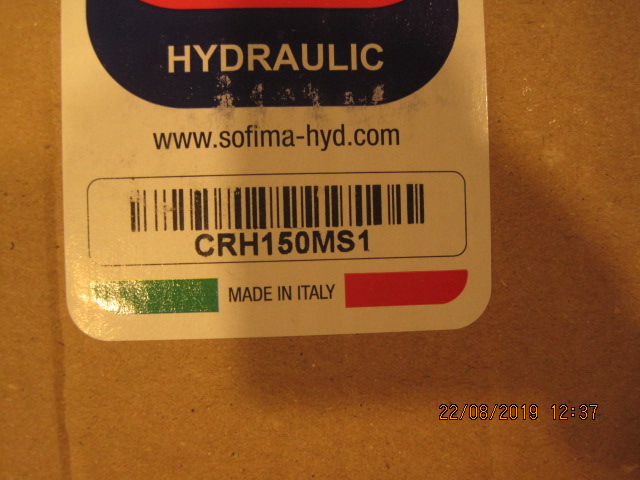 HYDRAULIC
www.sofima-hyd.com
CRH150MS1
MADE IN ITALY
22/08/2019 12:37